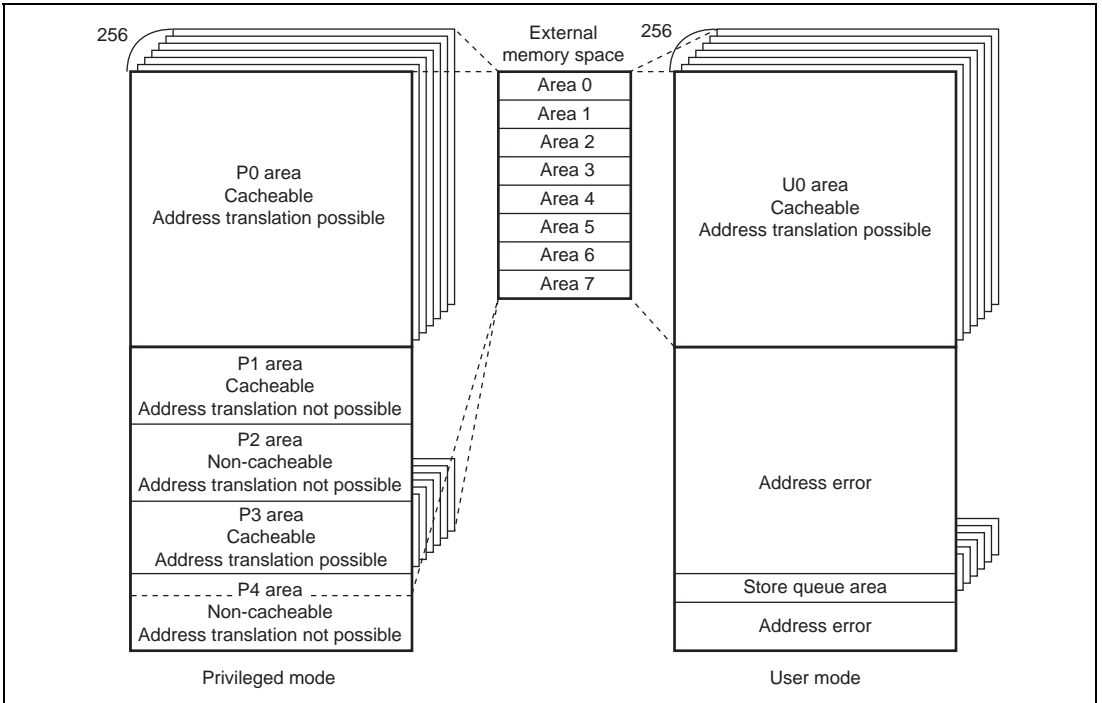 256
External
memory space
256
Area 0
Area 1
Area 2
Area 3
Area 4
Area 5
Area 6
Area 7
P0 area
Cacheable
Address translation possible
U0 area
Cacheable
Address translation possible
P1 area
Cacheable
Address translation not possible
P2 area
Non-cacheable
Address translation not possible
P3 area
Cacheable
Address translation possible
P4 area
Non-cacheable
Address translation not possible
Address error
Store queue area
Address error
Privileged mode
User mode